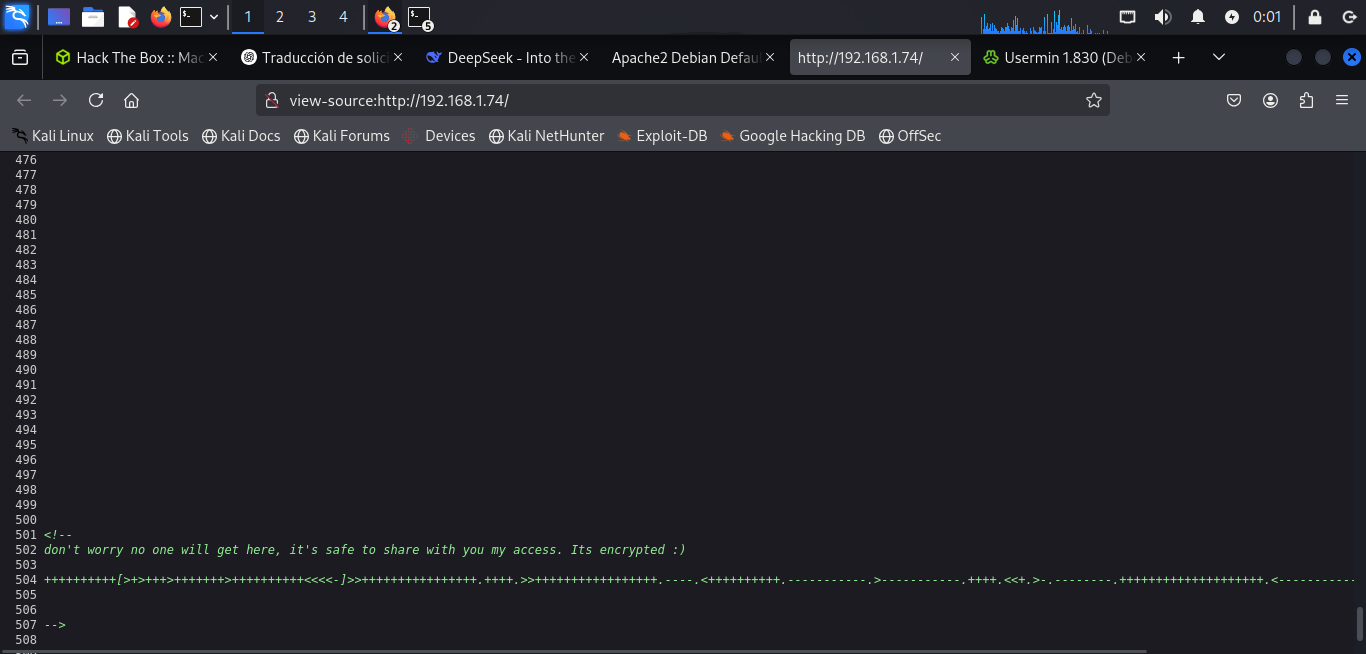 0:01
1
2
3
4
2
5
Hack The Box :: Mac
Traducción de solici
DeepSeek - Into the
Apache2 Debian Defaul
http://192.168.1.74/
Usermin 1.830 (Deb
view-source:http://192.168.1.74/
Kali Linux
Kali Tools
Kali Docs
Kali Forums
Devices
Kali NetHunter
Exploit-DB
Google Hacking DB
OffSec
476
477
478
479
480
481
482
483
484
485
486
487
488
489
490
491
492
493
494
495
496
497
498
499
500
501 <!--
502 don't worry no one will get here, it's safe to share with you my access. Its encrypted :)
503
504 ++++++++++[>+>+++>+++++++>++++++++++<<<<-]>>++++++++++++++++.++++.>>+++++++++++++++++.----.<++++++++++.-----------.>-----------.++++.<<+.>-.--------.++++++++++++++++++++.<-----------
505
506
507 -->
508